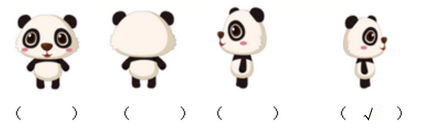 （　　）（　　）（　　）（ √ ）